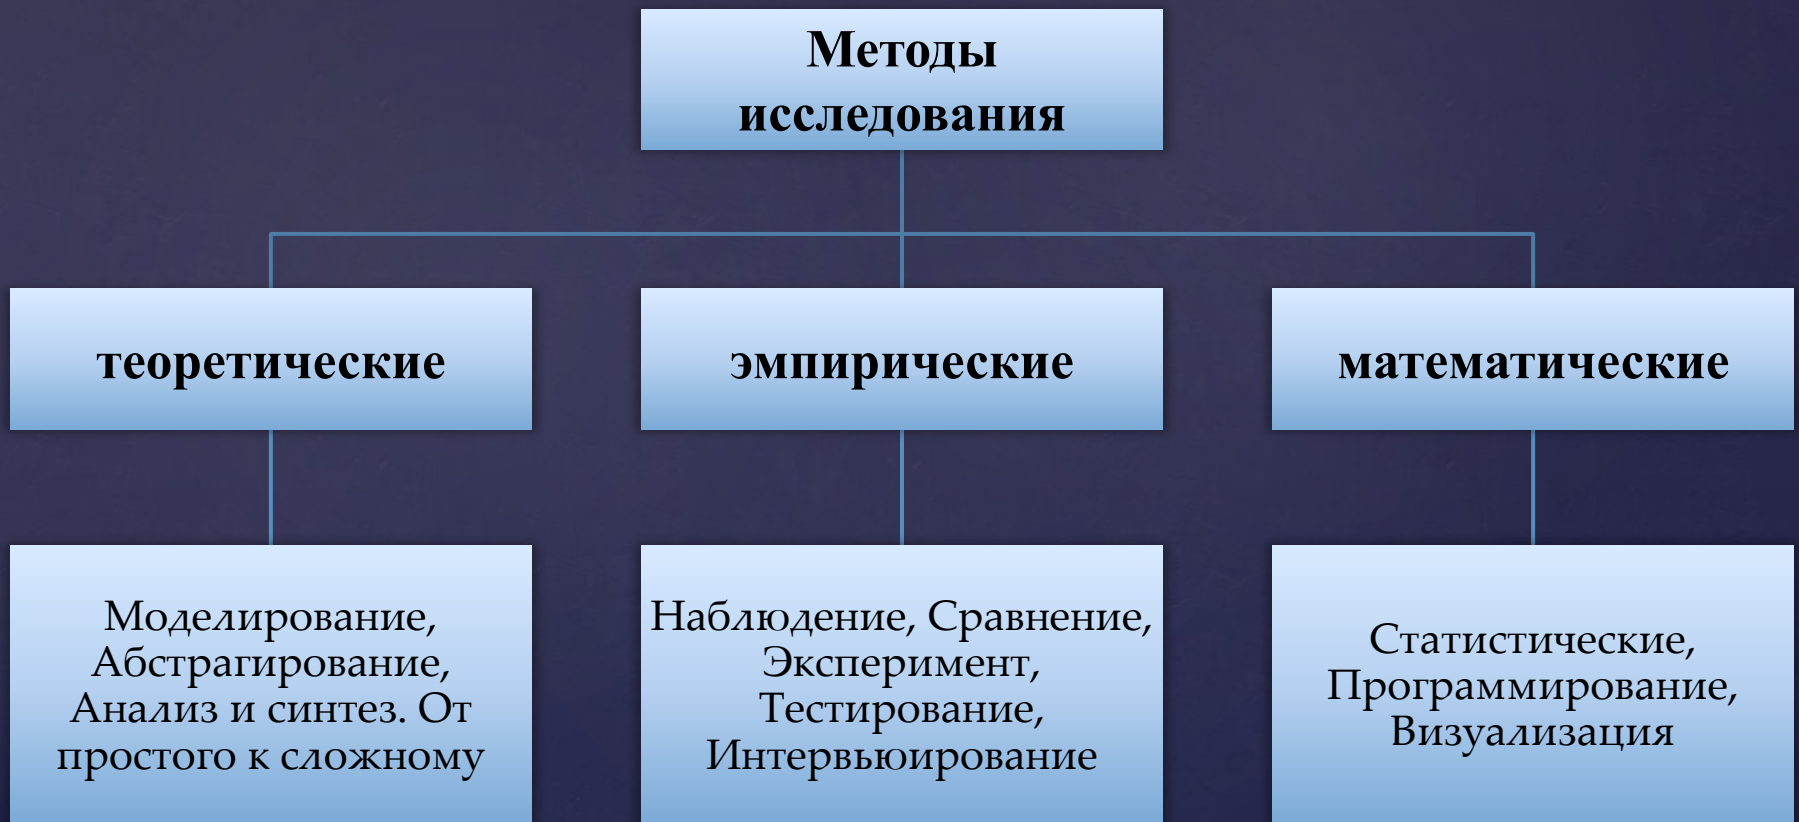 Методы
исследования
теоретические
эмпирические
математические
Моделирование,
Абстрагирование,
Анализ и синтез. От
простого к сложному
Наблюдение, Сравнение,
Эксперимент,
Тестирование,
Интервьюирование
Статистические,
Программирование,
Визуализация